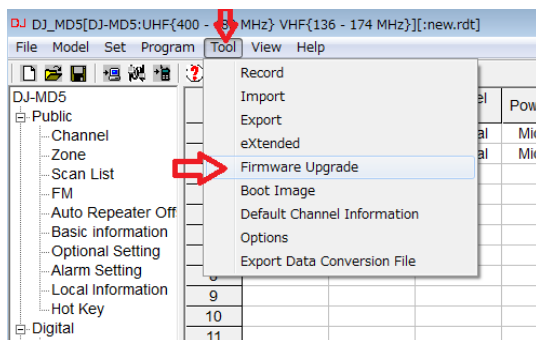 DJ_MD5[DJ-MD5:UHF{400 - MHz} VHF{136 - 174 MHz}][:new.rdt]
File Model Set Program Tool View Help
DJ-MD5
Public
Channel
Zone
Scan List
FM
Auto Repeater Off
Basic information
Optional Setting
Alarm Setting
Local Information
Hot Key
Digital
Record
Import
Export
eXtended
Firmware Upgrade
Boot Image
Default Channel Information
Options
Export Data Conversion File
el
Pow
al Mid
al Mid
9
10
11